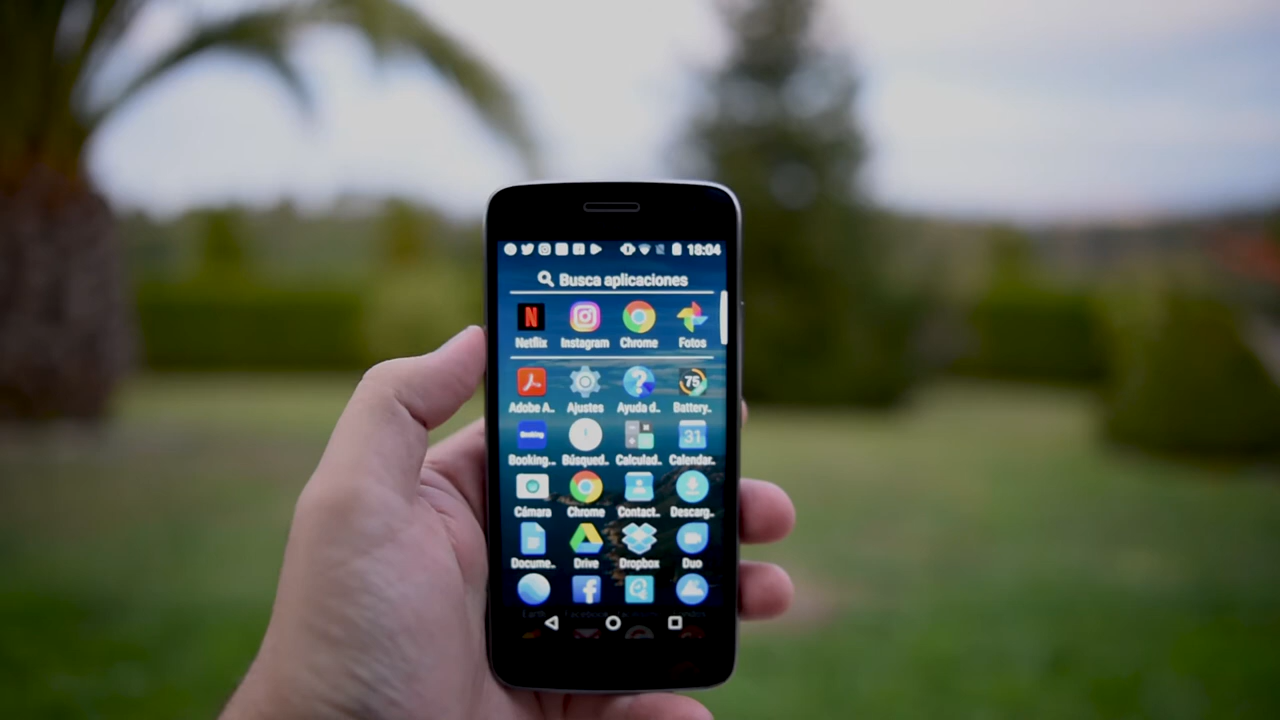 18:04
Busca aplicaciones
Netflix Instagram Chrome Fotos
Adobe A.. Ajustes Ayuda d.. Battery..
75
Booking.. Búsqued.. Calculad.. Calendar..
Booking 31
Cámara Chrome Contact.. Descarg..
Docume.. Drive Dropbox Duo